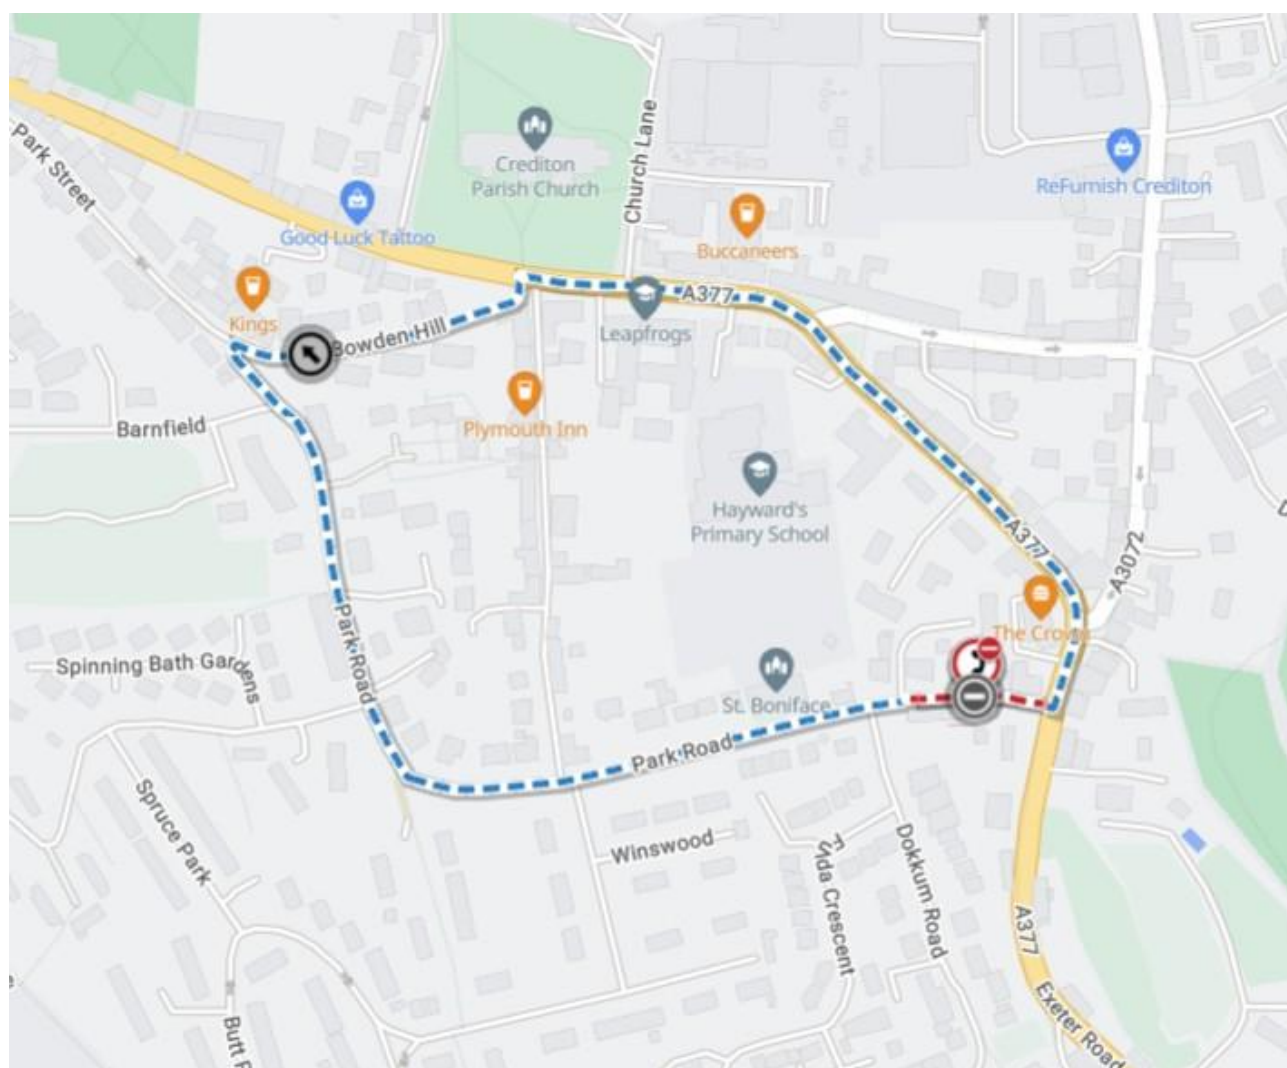 Park Street
Crediton
Parish Church
Church Lane
ReFurnish Crediton
Good Luck Tattoo
Buccaneers
A377
Kings
Bowden Hill
Leapfrogs
Barnfield
Plymouth Inn
Hayward's
Primary School
A377
A3072
The Crown
Park Road
Spinning Bath Gardens
St. Boniface
Park Road
Spruce Park
Winswood
Dokkum Road
Crescent
A377
Exeter Road
Butt